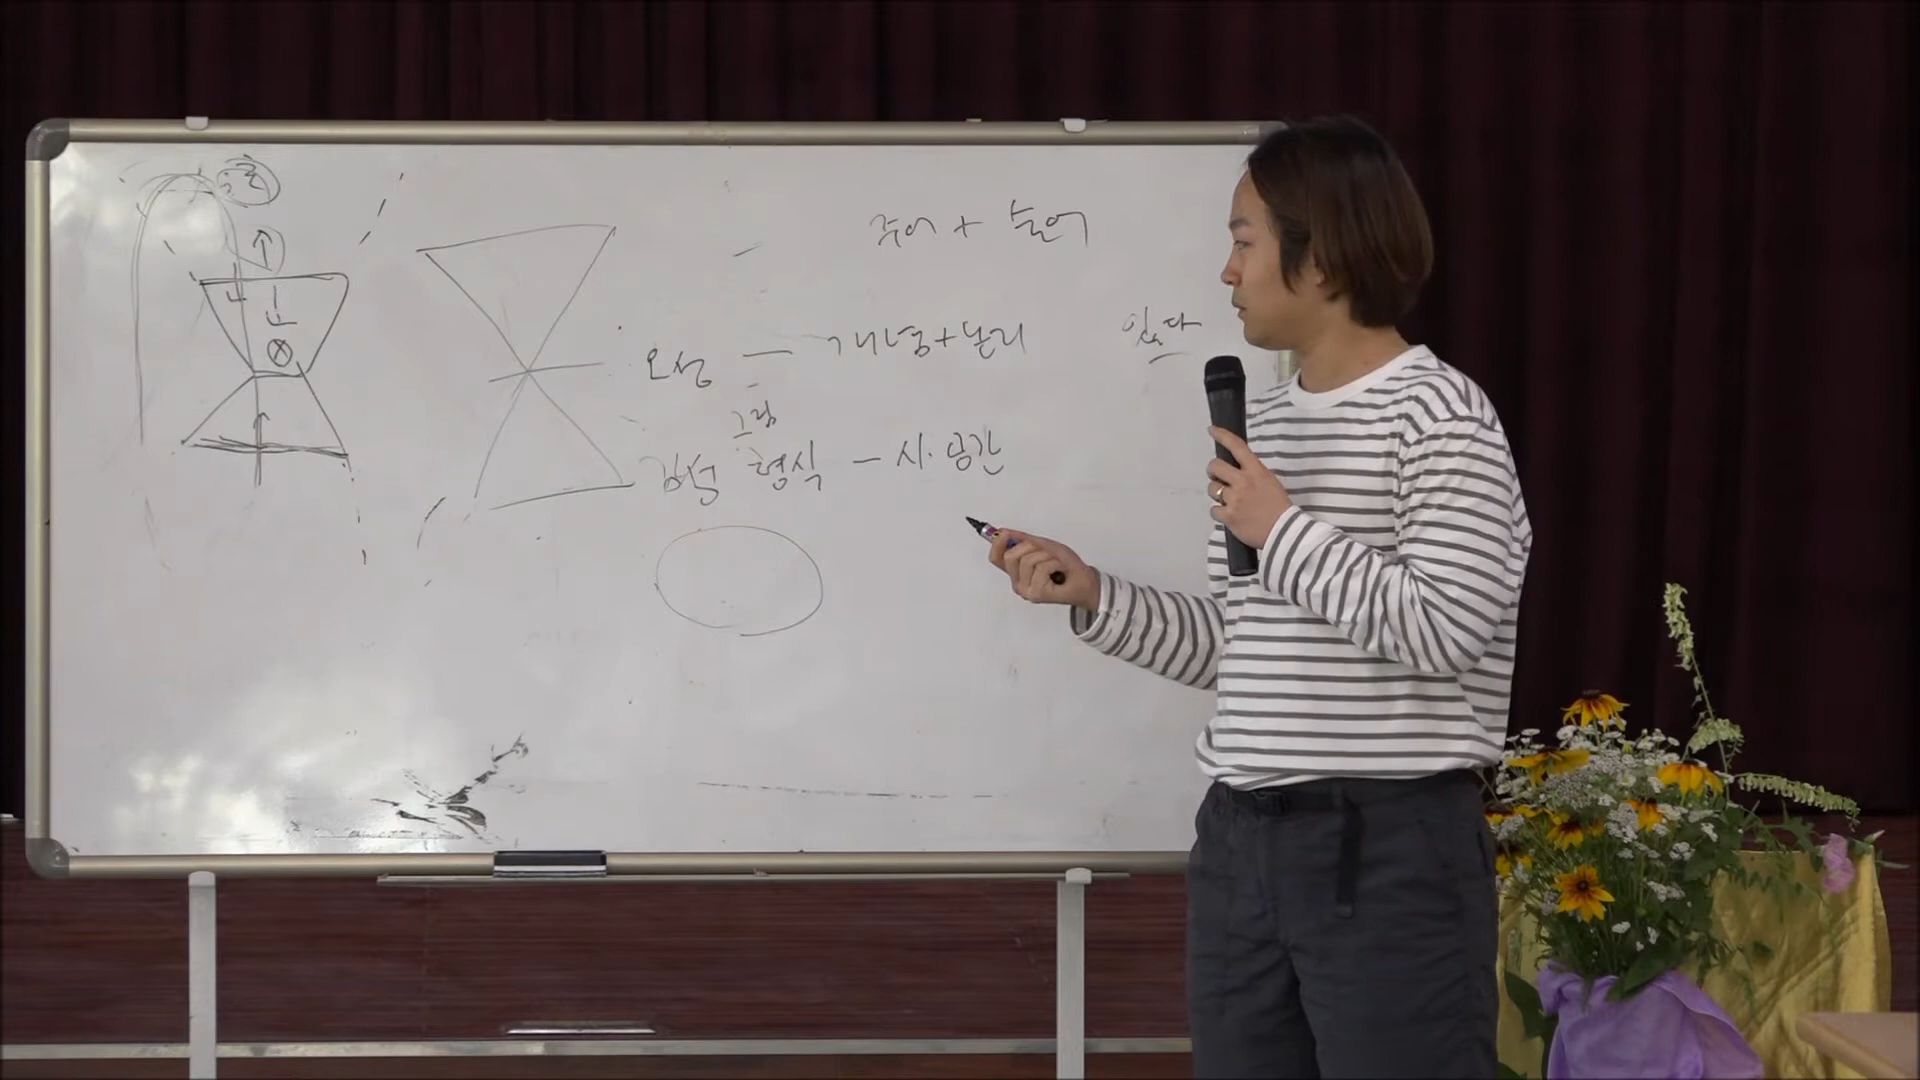 주어 + 술어
오성 — 개념+논리
있다
그림
감성 형식 – 시·공간